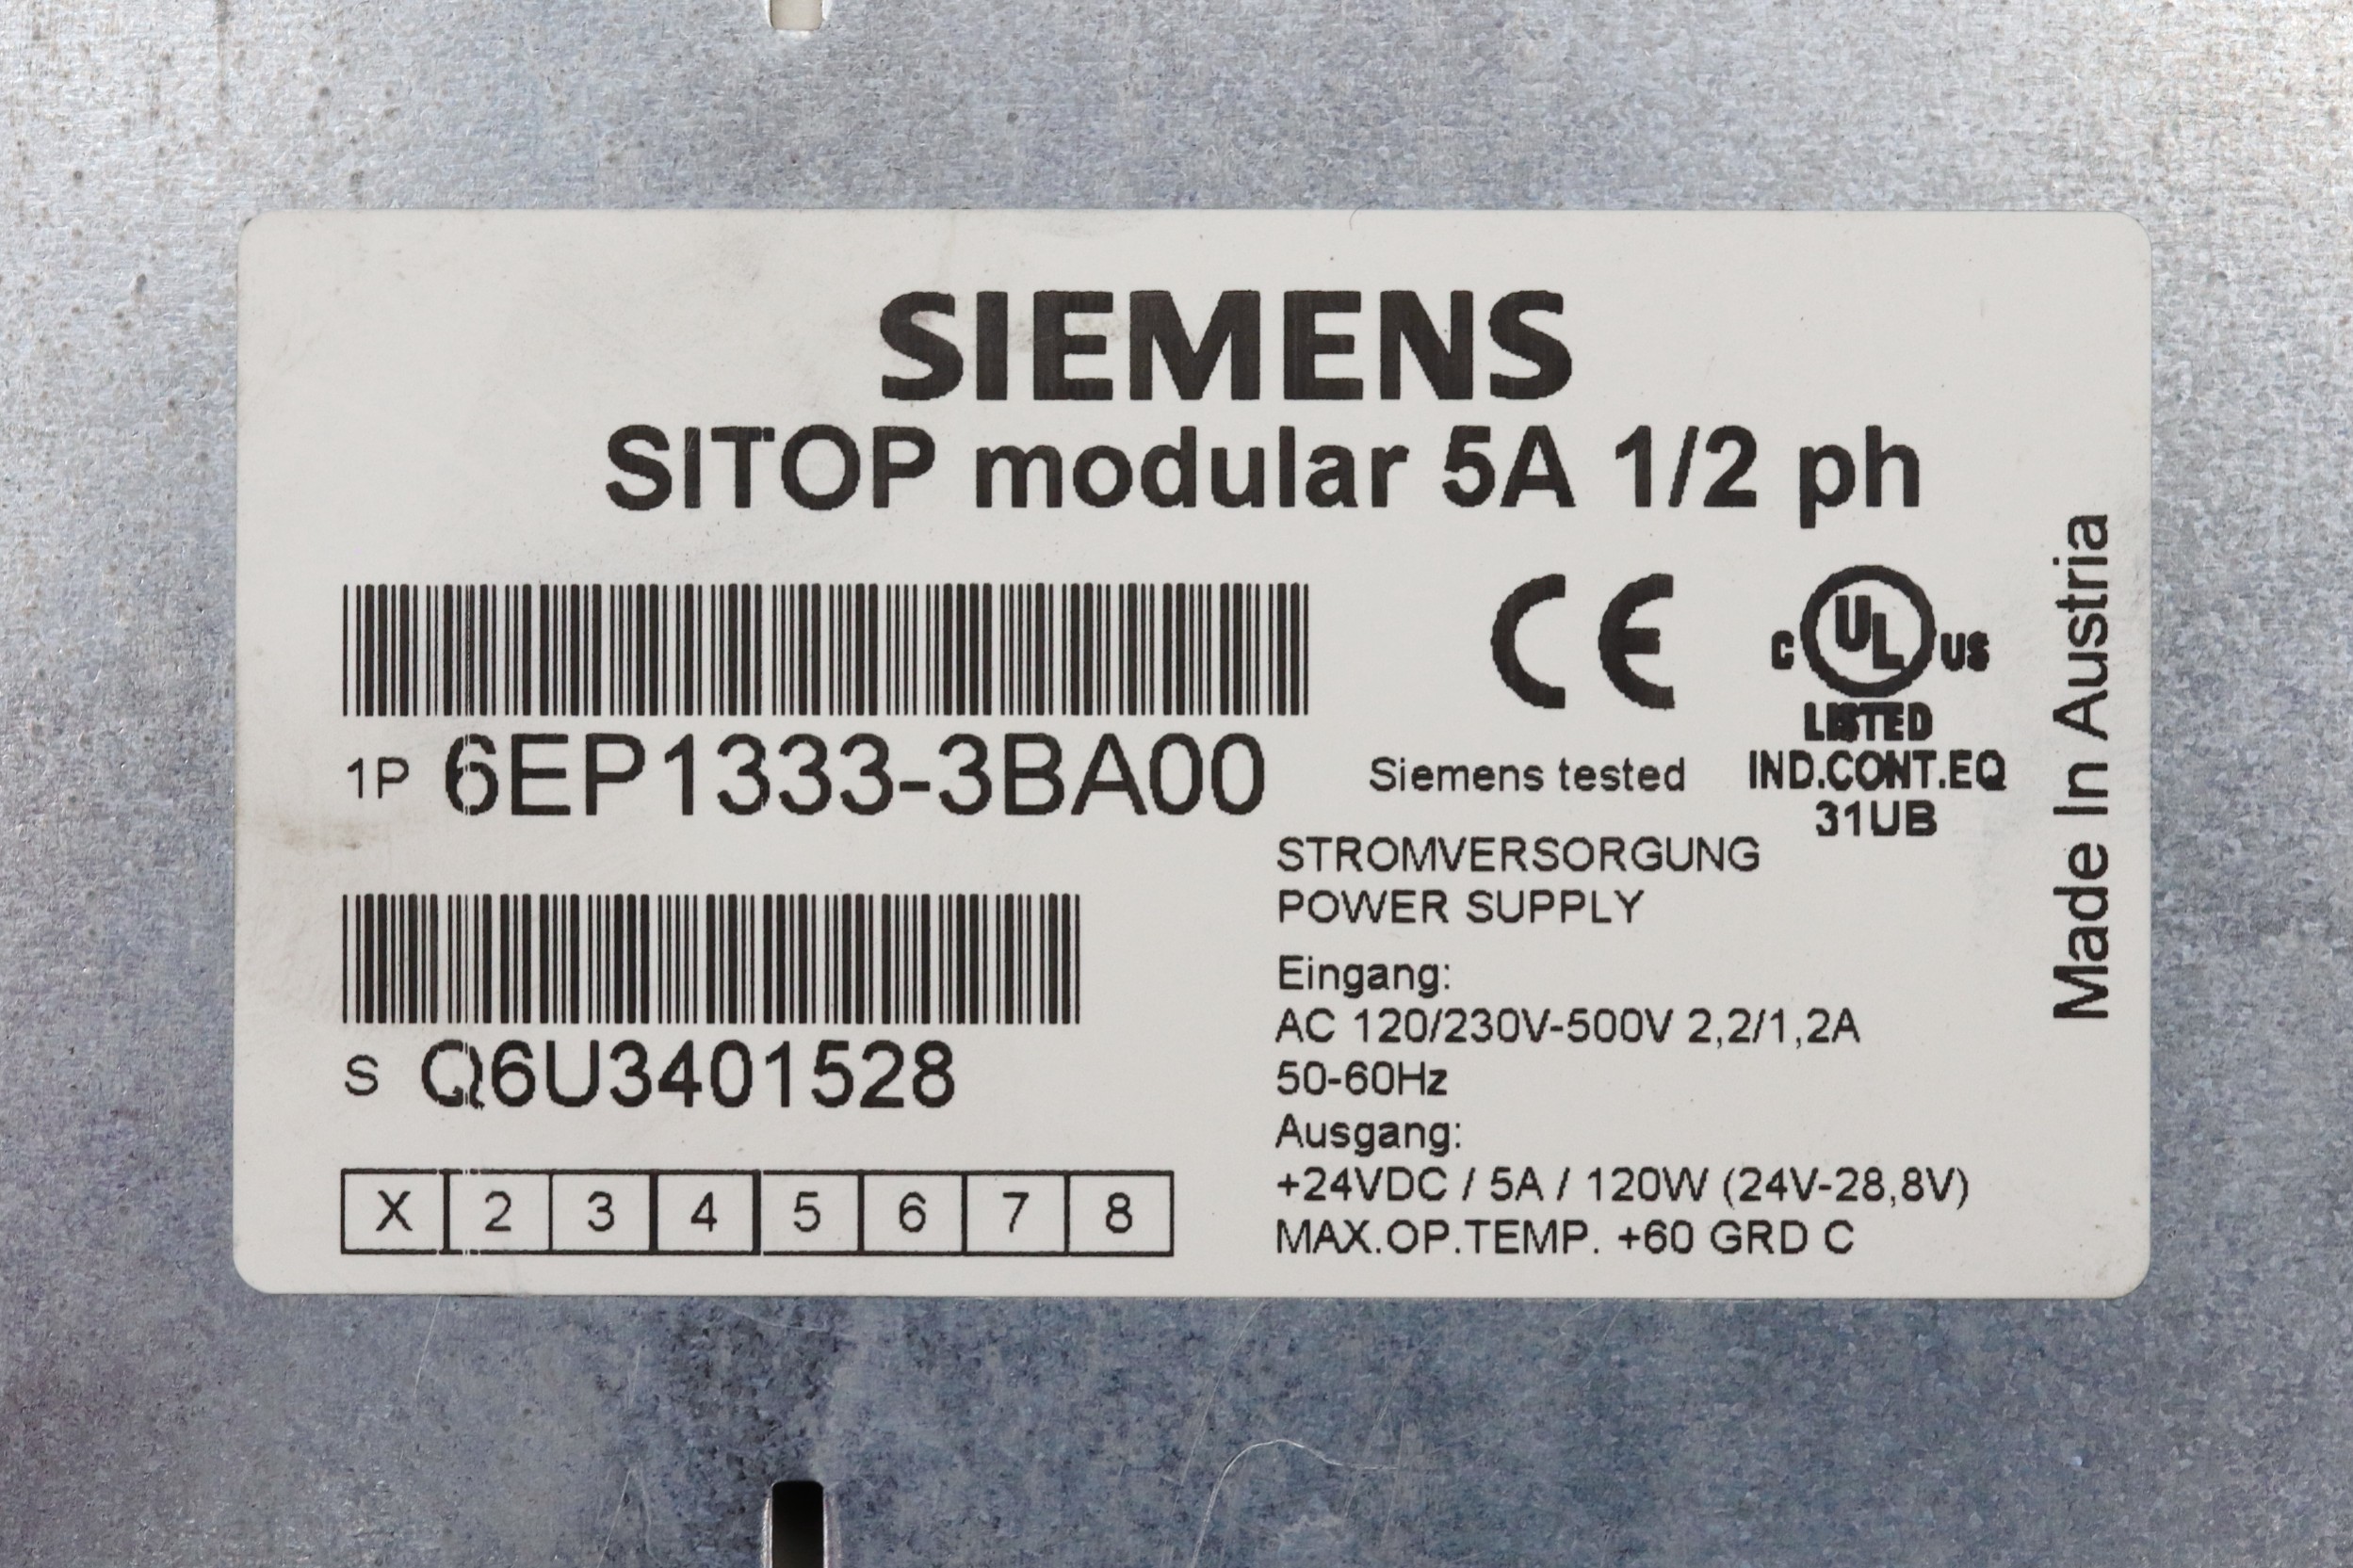 SIEMENS
SITOP modular 5A 1/2 ph
CE
C UL US
LISTED
IND.CONT.EQ
31UB
1P 6EP1333-3BA00
Siemens tested
STROMVERSORGUNG
POWER SUPPLY
Eingang:
AC 120/230V-500V 2,2/1,2A
50-60Hz
Ausgang:
+24VDC / 5A / 120W (24V-28,8V)
MAX.OP.TEMP. +60 GRD C
S Q6U3401528
X 2 3 4 5 6 7 8
Made In Austria